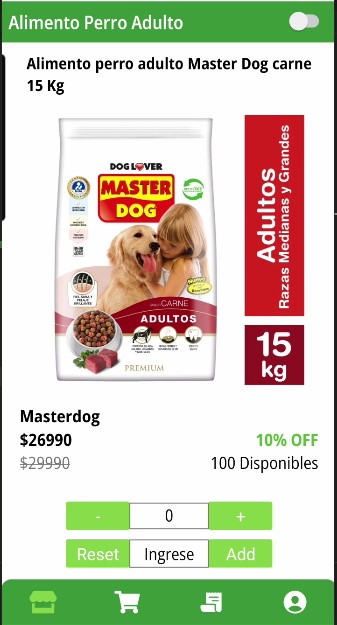 Alimento Perro Adulto
Alimento perro adulto Master Dog carne
15 Kg
DOG LOVER
MASTER
DOG
CARNE
ADULTOS
PREMIUM
Adultos
Razas Medianas y Grandes
15
kg
Masterdog
$26990
10% OFF
$29990
100 Disponibles
-
0
+
Reset
Ingrese
Add